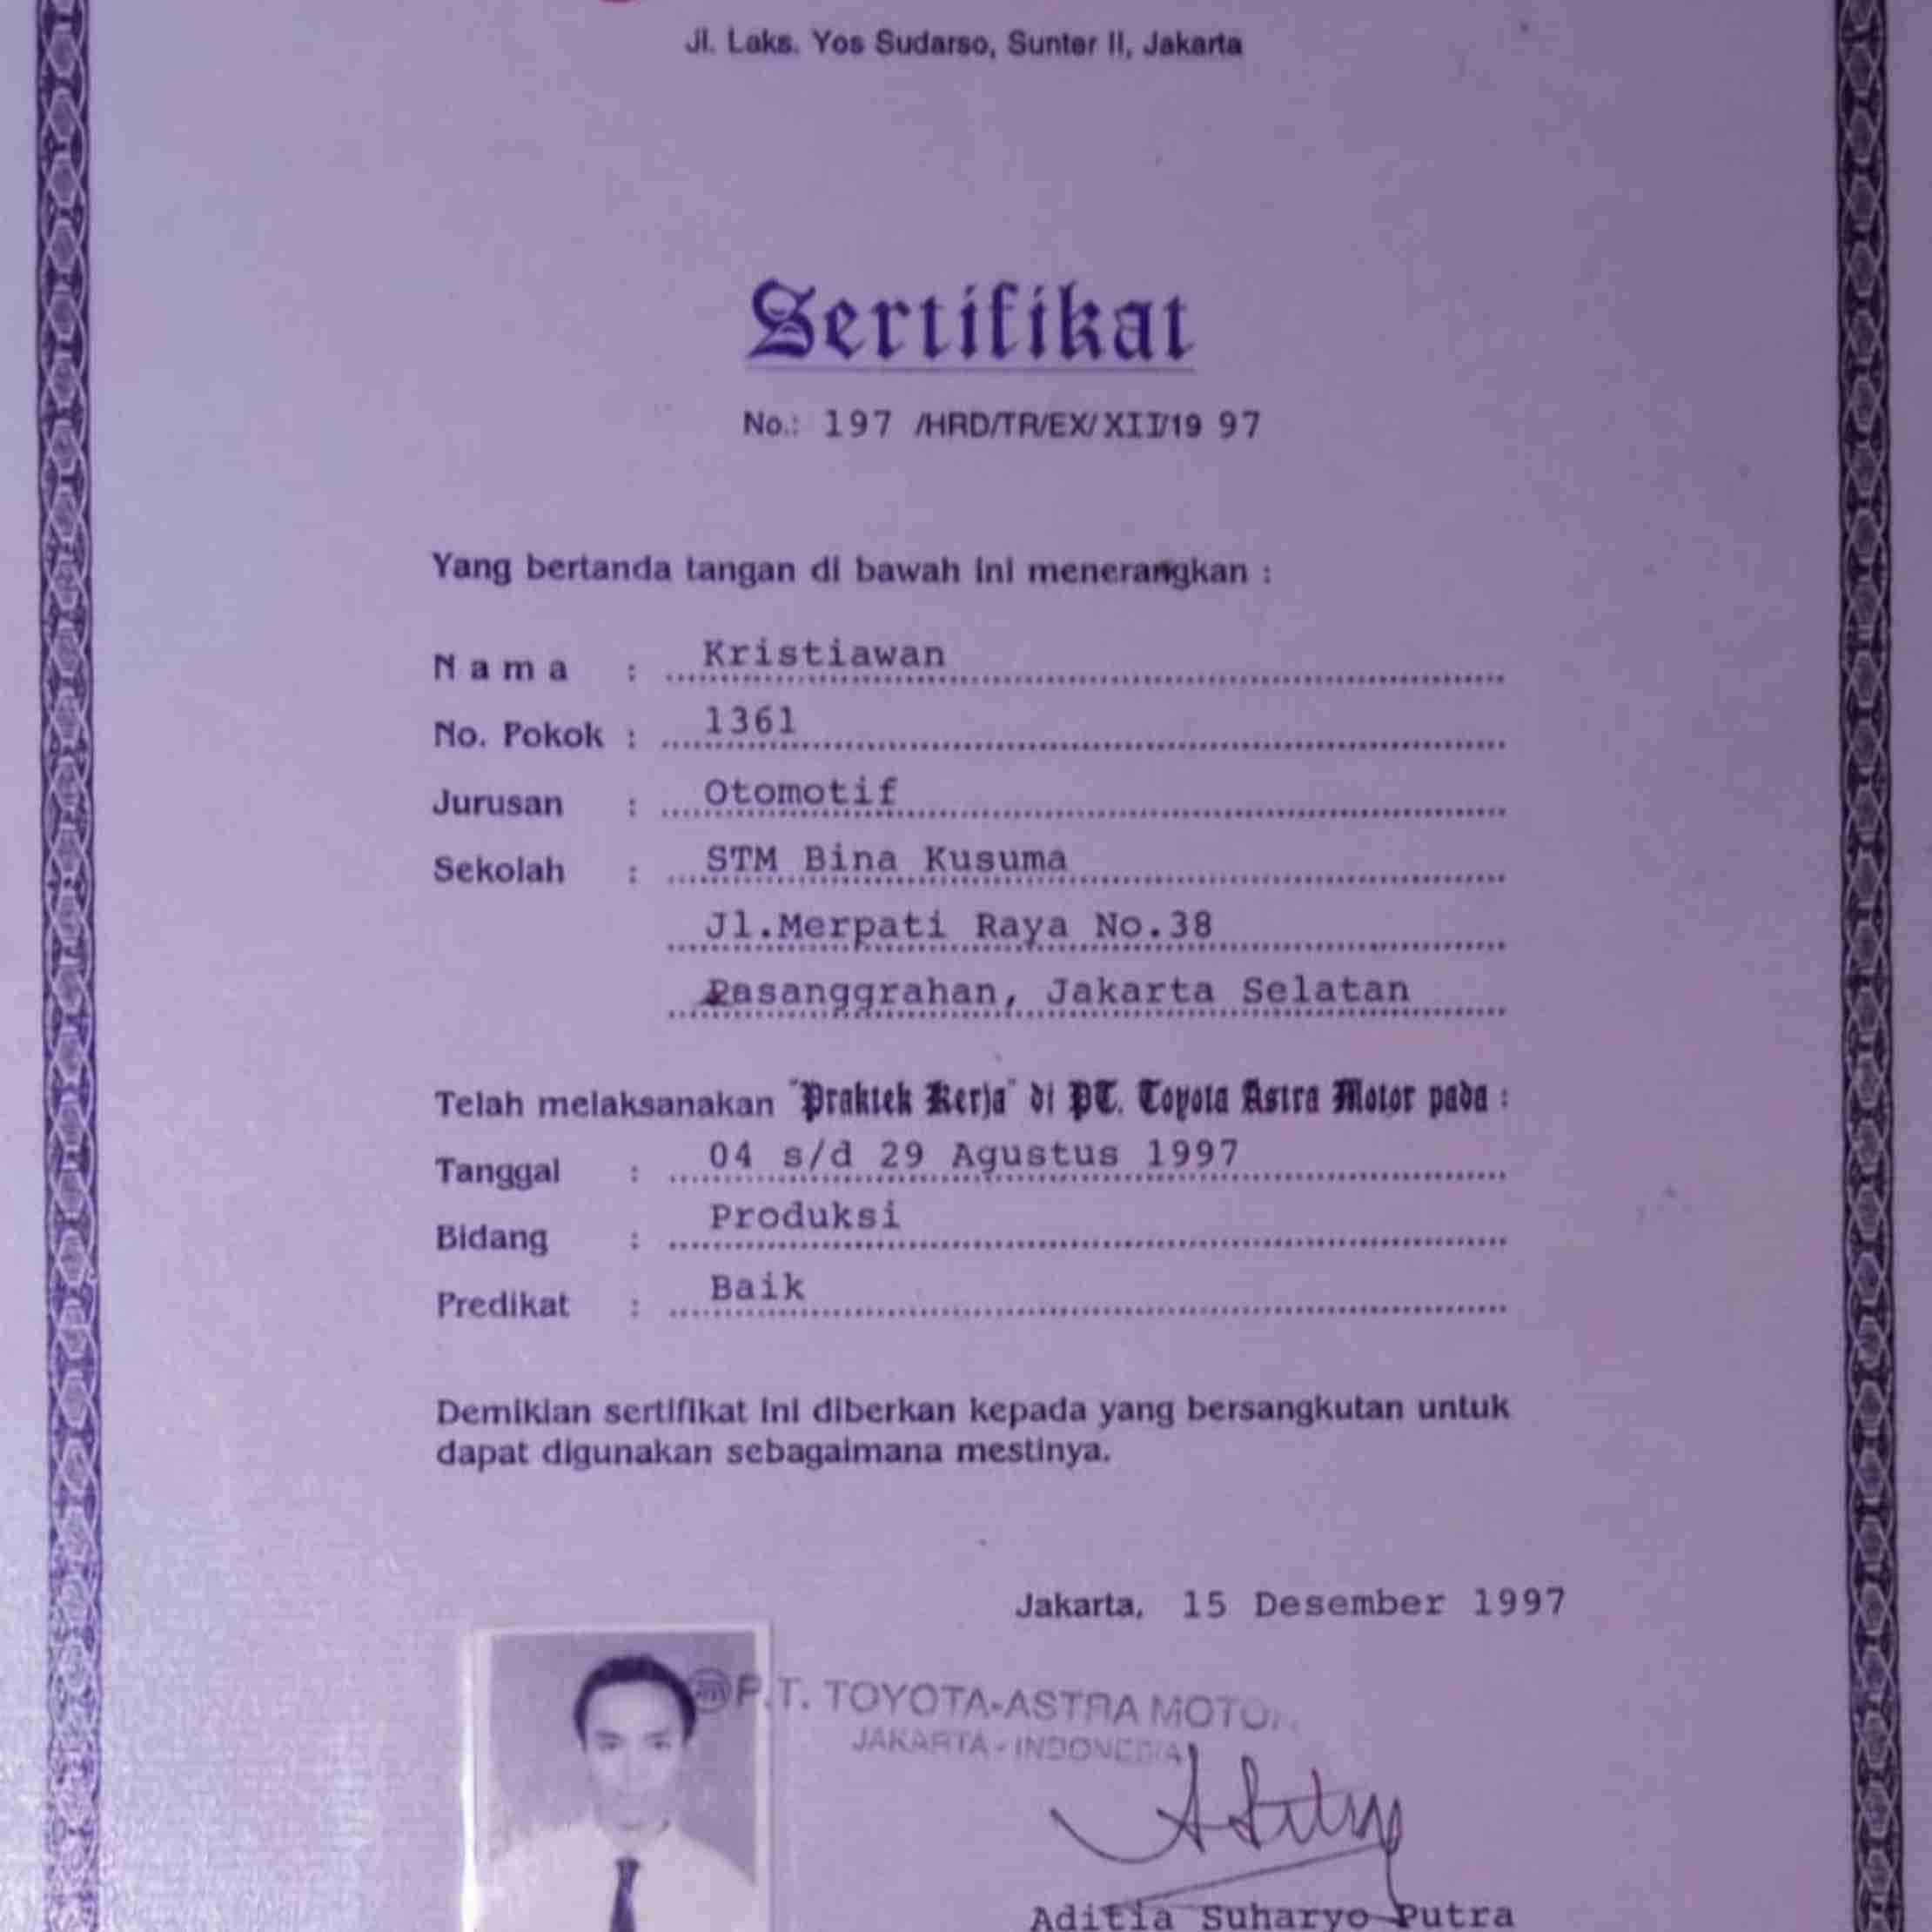 Jl. Laks. Yos Sudarso, Sunter II, Jakarta
Sertifikat
No.: 197 /HRD/TR/EX/XII/19 97
Yang bertanda tangan di bawah ini menerangkan :
Nama : Kristiawan
No. Pokok : 1361
Jurusan : Otomotif
Sekolah : STM Bina Kusuma
Jl.Merpati Raya No.38
Pasanggrahan, Jakarta Selatan
Telah melaksanakan "Praktek Kerja" di PT. Toyota Astra Motor pada :
Tanggal : 04 s/d 29 Agustus 1997
Bidang : Produksi
Predikat : Baik
Demikian sertifikat ini diberkan kepada yang bersangkutan untuk
dapat digunakan sebagaimana mestinya.
Jakarta, 15 Desember 1997
P.T. TOYOTA-ASTRA MOTOR
JAKARTA - INDONESIA
Aditia Suharyo Putra